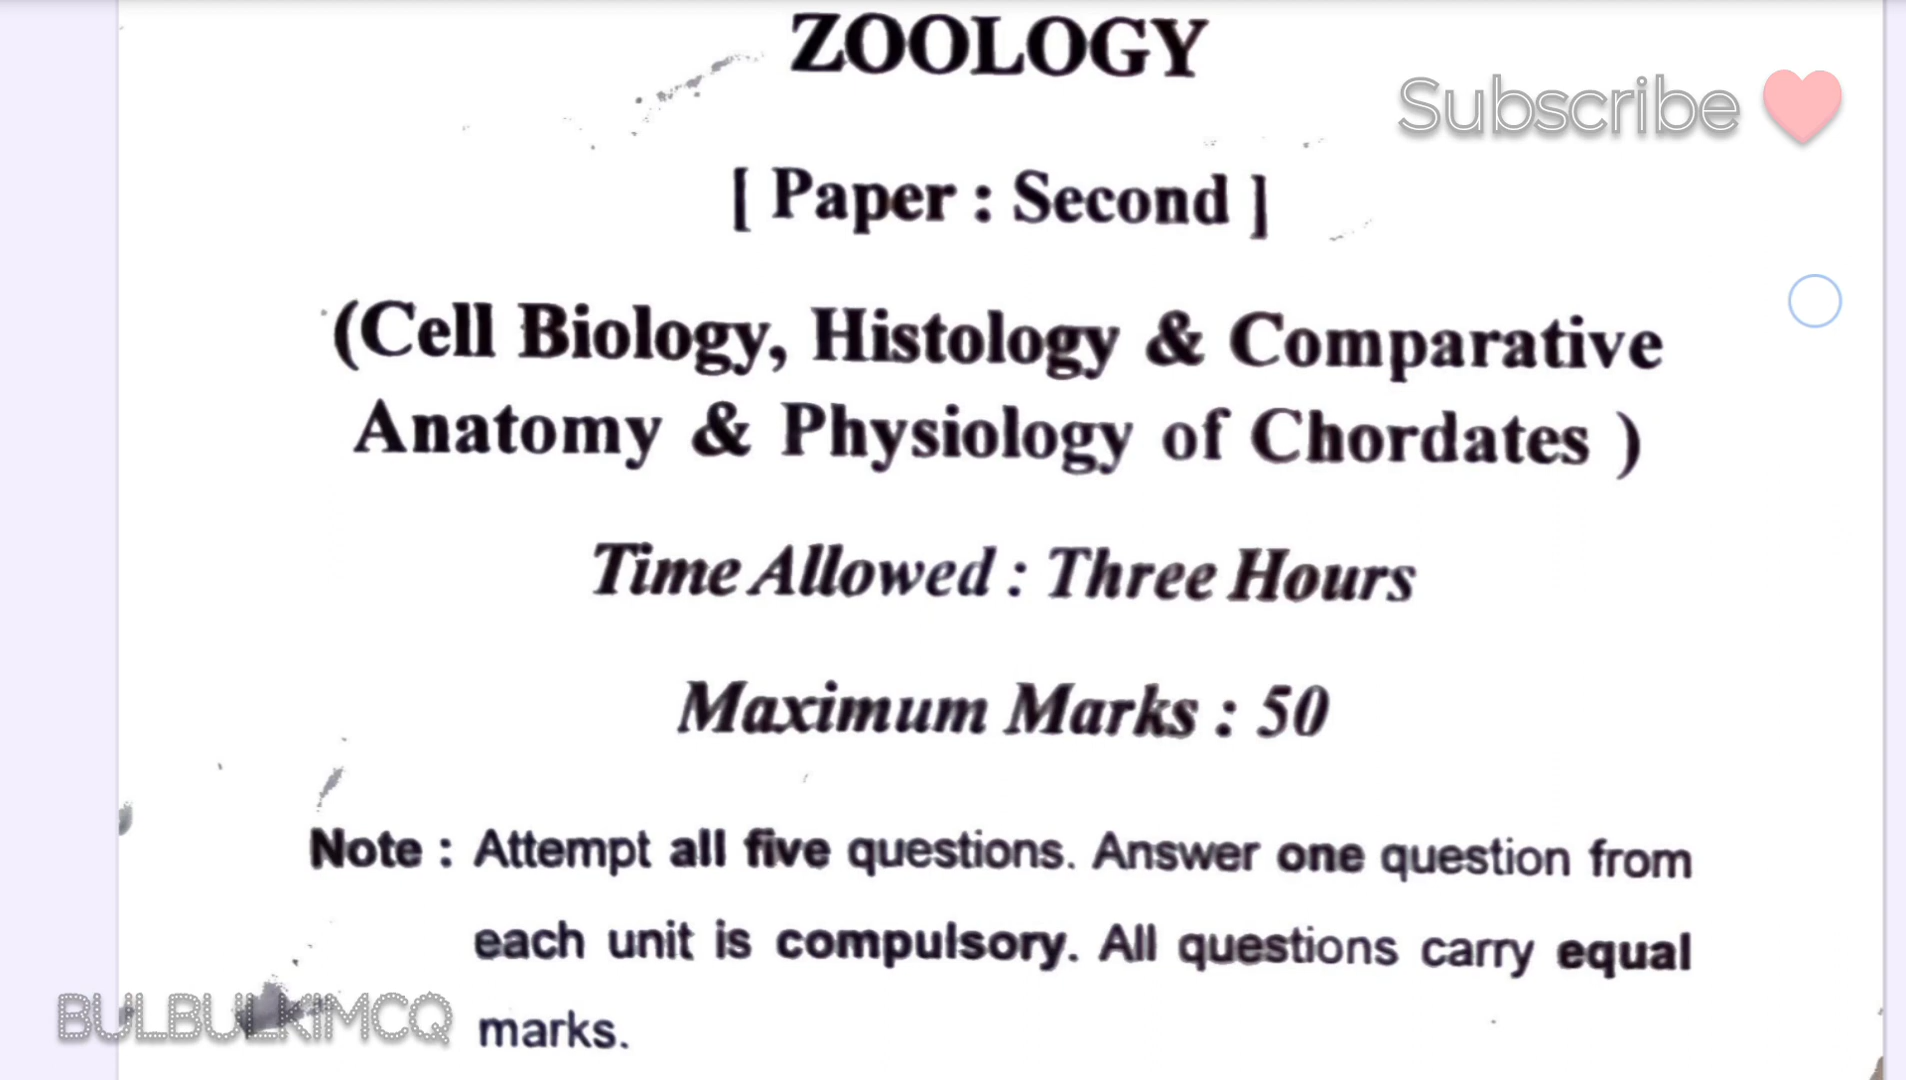 ZOOLOGY
Subscribe
[ Paper : Second ]
(Cell Biology, Histology & Comparative
Anatomy & Physiology of Chordates )
Time Allowed : Three Hours
Maximum Marks : 50
Note : Attempt all five questions. Answer one question from
each unit is compulsory. All questions carry equal
marks.
BULBULKIMCQ